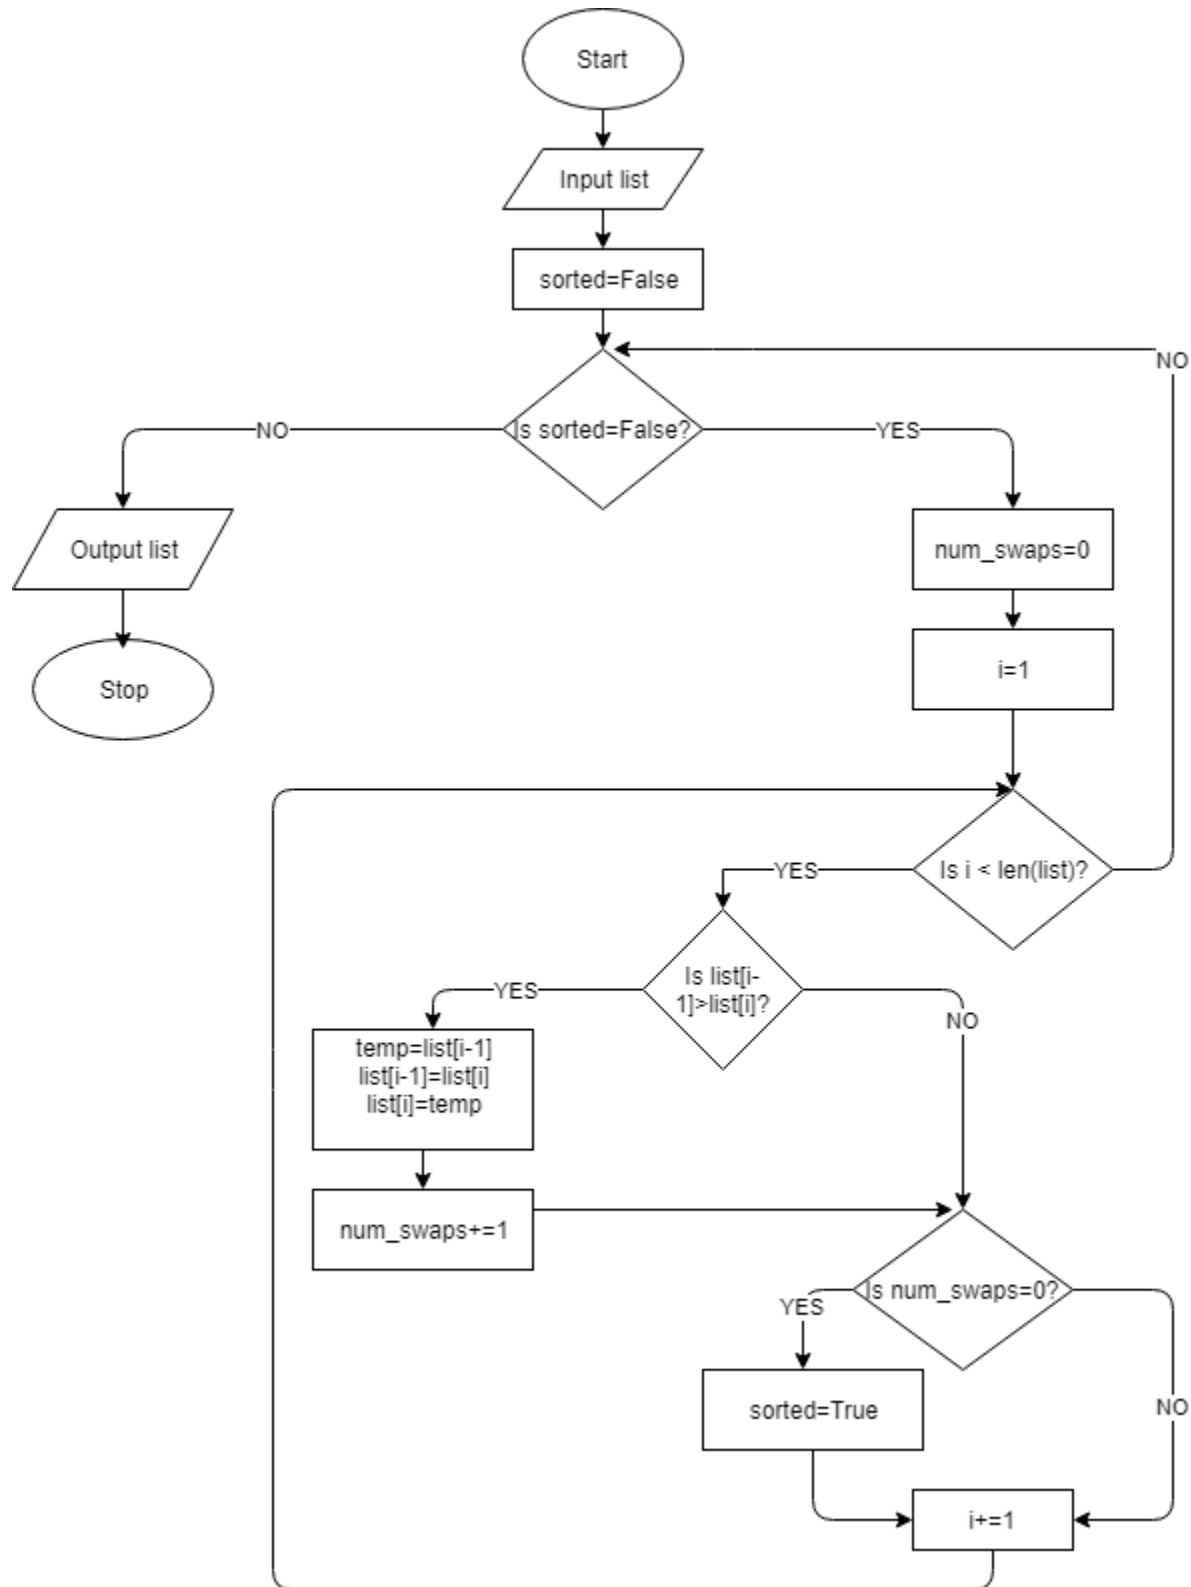 Start
Input list
sorted=False
NO
Is sorted=False?
NO
YES
Output list
num_swaps=0
i=1
Stop
Is i < len(list)?
YES
Is list[i-
1]>list[i]?
YES
NO
temp=list[i-1]
list[i-1]=list[i]
list[i]=temp
num_swaps+=1
Is num_swaps=0?
YES
sorted=True
NO
i+=1